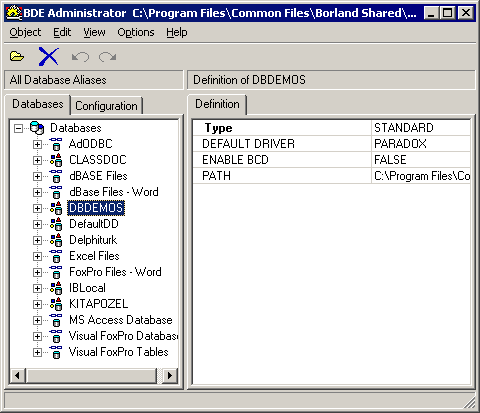 BDE Administrator C:\Program Files\Common Files\Borland Shared\...
Object Edit View Options Help
All Database Aliases
Definition of DBDEMOS
Databases Configuration
Databases
AdODBC
CLASSDOC
dBASE Files
dBase Files - Word
DBDEMOS
DefaultDD
Delphiturk
Excel Files
FoxPro Files - Word
IBLocal
KITAPOZEL
MS Access Database
Visual FoxPro Databas
Visual FoxPro Tables
Definition
Type STANDARD
DEFAULT DRIVER PARADOX
ENABLE BCD FALSE
PATH C:\Program Files\Co